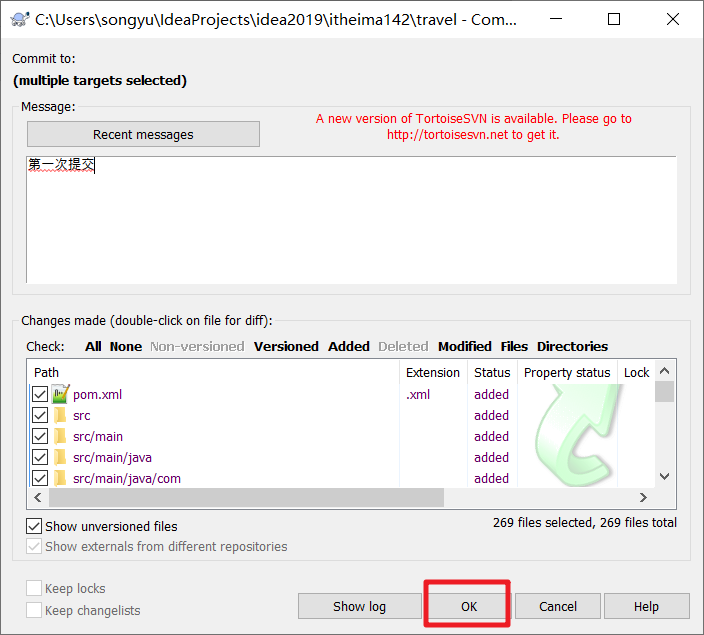 C:\Users\songyu\IdeaProjects\idea2019\itheima142\travel - Com...
Commit to:
(multiple targets selected)
Message:
Recent messages
A new version of TortoiseSVN is available. Please go to
http://tortoisesvn.net to get it.
第一次提交
Changes made (double-click on file for diff):
Check: All None Non-versioned Versioned Added Deleted Modified Files Directories
Path Extension Status Property status Lock
pom.xml .xml added
src added
src/main added
src/main/java added
src/main/java/com added
Show unversioned files 269 files selected, 269 files total
Show externals from different repositories
Keep locks
Keep changelists
Show log OK Cancel Help